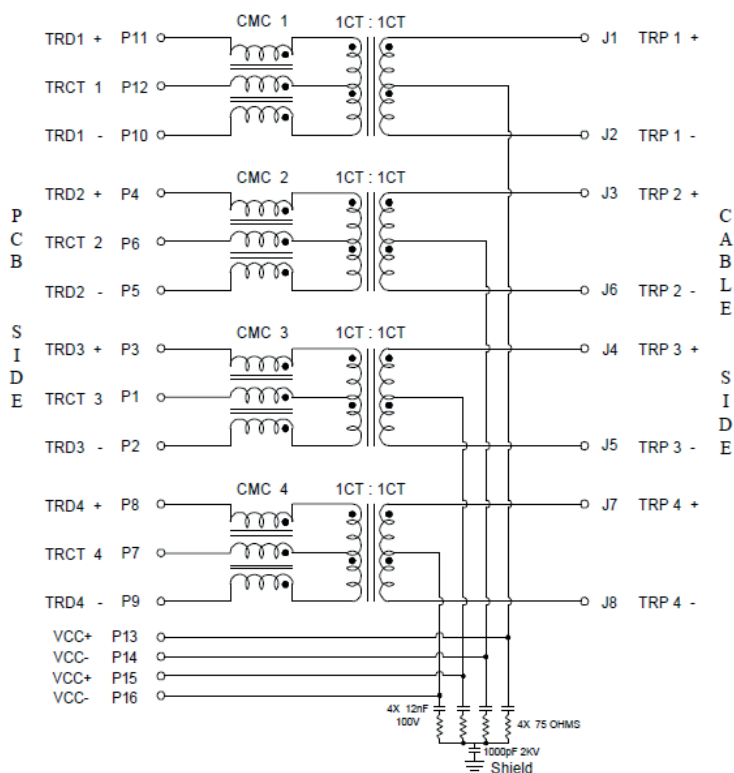 CMC 1 1CT : 1CT
TRD1 + P11 J1 TRP 1 +
TRCT 1 P12
TRD1 - P10 J2 TRP 1 -
CMC 2 1CT : 1CT
TRD2 + P4 J3 TRP 2 +
TRCT 2 P6
TRD2 - P5 J6 TRP 2 -
CMC 3 1CT : 1CT
TRD3 + P3 J4 TRP 3 +
TRCT 3 P1
TRD3 - P2 J5 TRP 3 -
CMC 4 1CT : 1CT
TRD4 + P8 J7 TRP 4 +
TRCT 4 P7
TRD4 - P9 J8 TRP 4 -
VCC+ P13
VCC- P14
VCC+ P15
VCC- P16
4X 12nF
100V
4X 75 OHMS
1000pF 2KV
Shield
PCB SIDE
CABLE SIDE